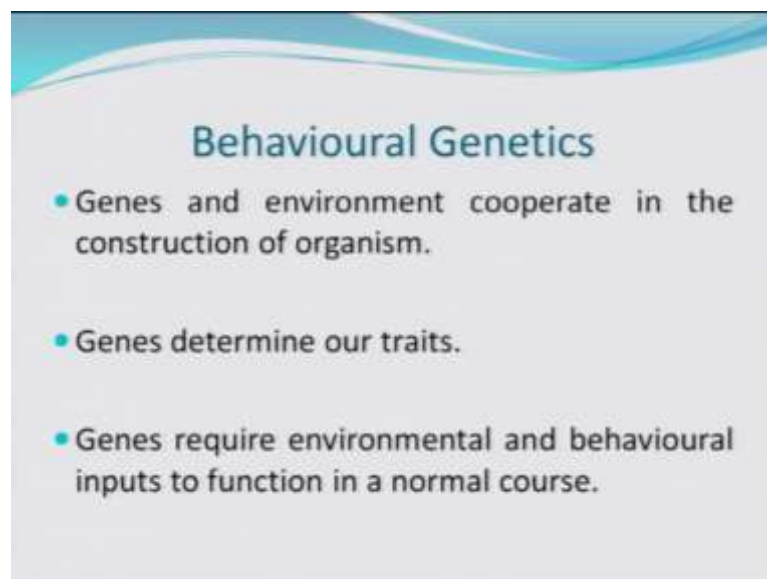 Behavioural Genetics
• Genes and environment cooperate in the
construction of organism.
• Genes determine our traits.
• Genes require environmental and behavioural
inputs to function in a normal course.